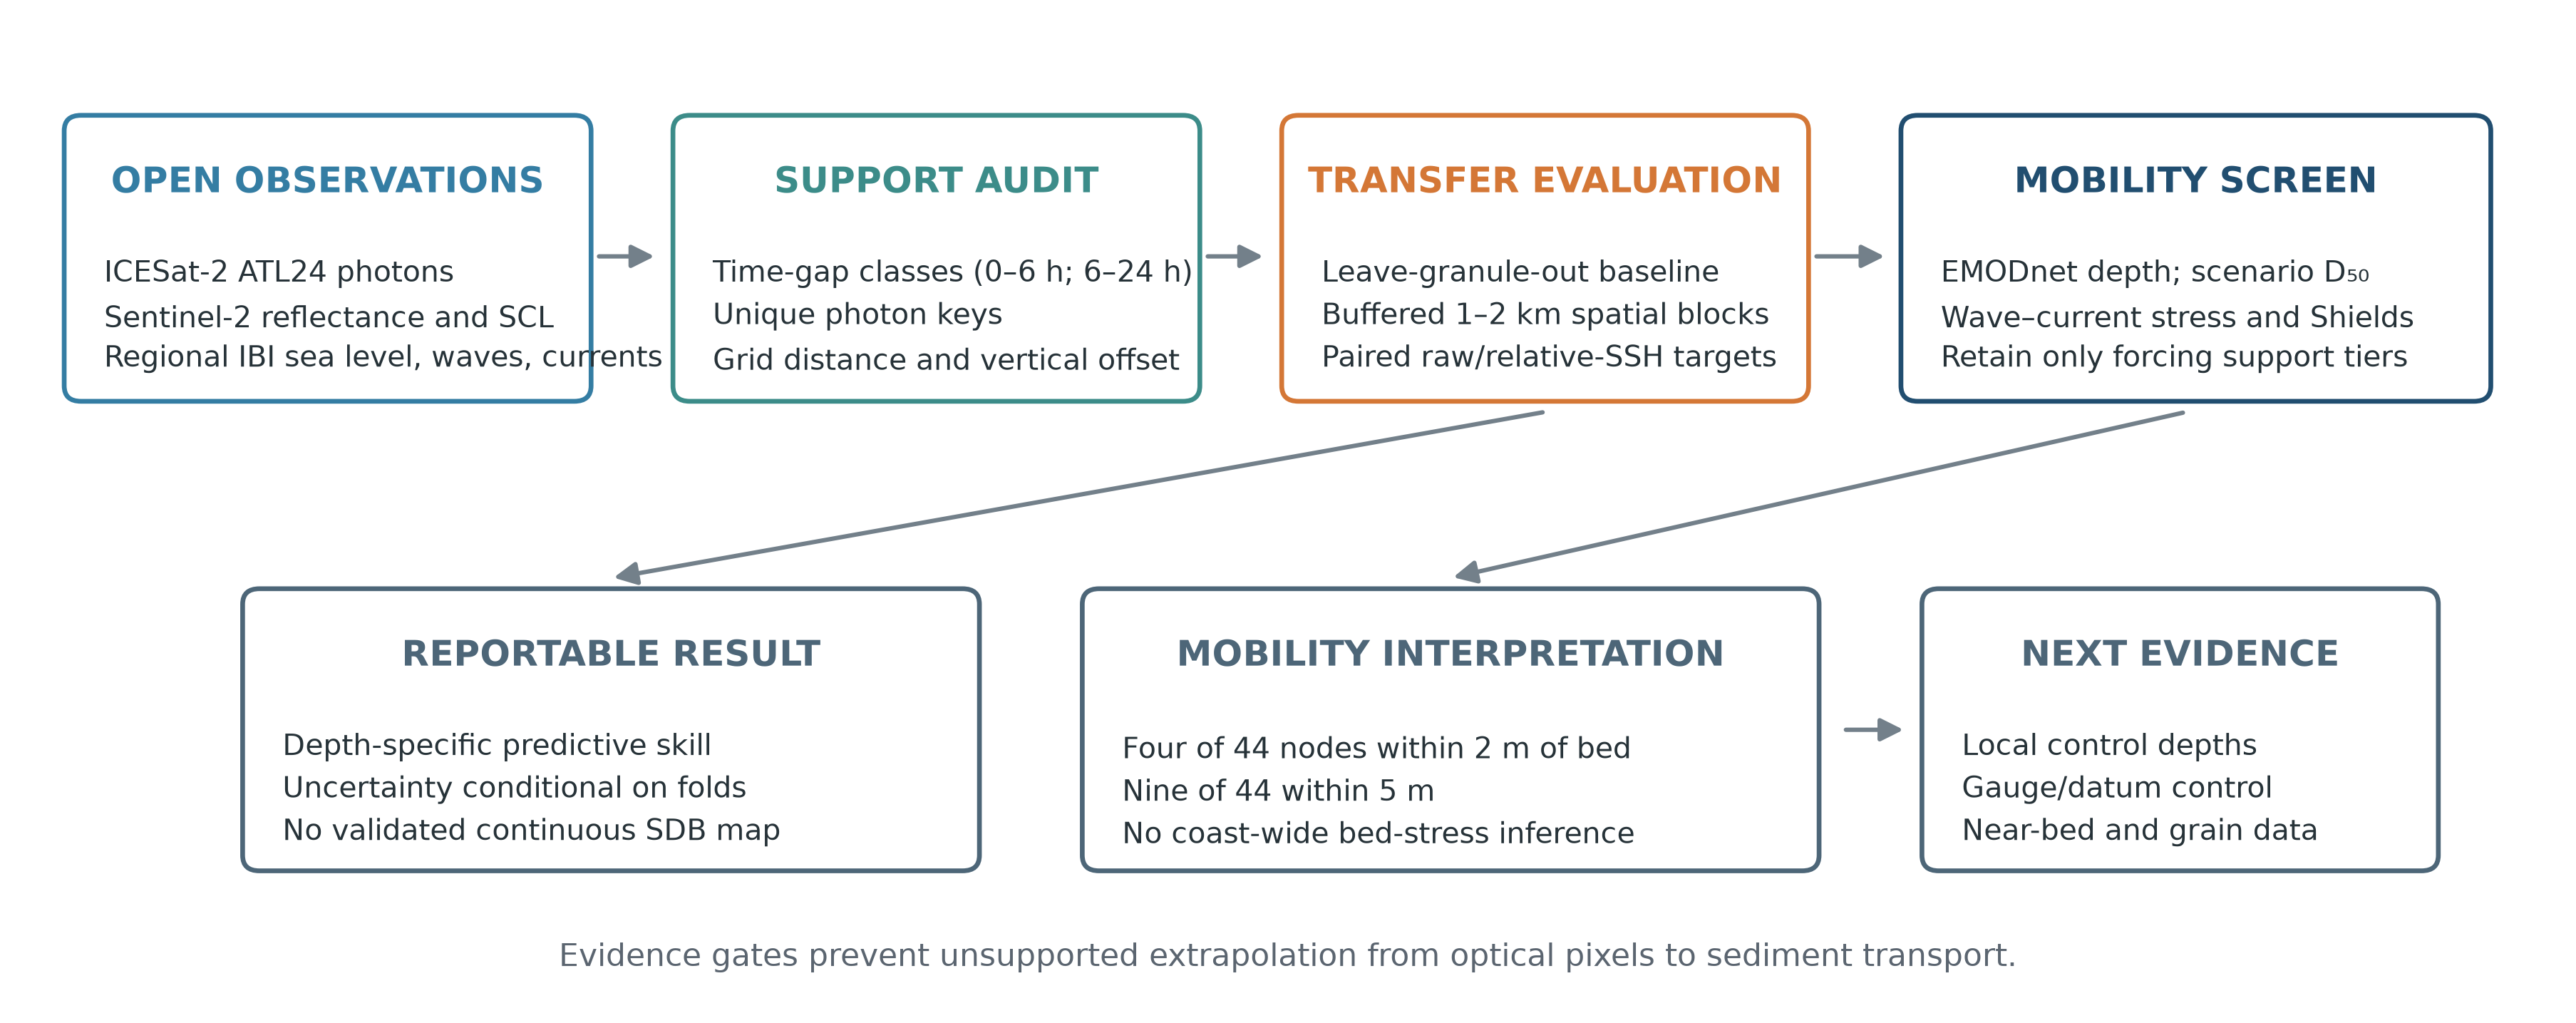 OPEN OBSERVATIONS
ICESat-2 ATL24 photons
Sentinel-2 reflectance and SCL
Regional IBI sea level, waves, currents
SUPPORT AUDIT
Time-gap classes (0–6 h; 6–24 h)
Unique photon keys
Grid distance and vertical offset
TRANSFER EVALUATION
Leave-granule-out baseline
Buffered 1–2 km spatial blocks
Paired raw/relative-SSH targets
MOBILITY SCREEN
EMODnet depth; scenario D₅₀
Wave–current stress and Shields
Retain only forcing support tiers
REPORTABLE RESULT
Depth-specific predictive skill
Uncertainty conditional on folds
No validated continuous SDB map
MOBILITY INTERPRETATION
Four of 44 nodes within 2 m of bed
Nine of 44 within 5 m
No coast-wide bed-stress inference
NEXT EVIDENCE
Local control depths
Gauge/datum control
Near-bed and grain data
Evidence gates prevent unsupported extrapolation from optical pixels to sediment transport.